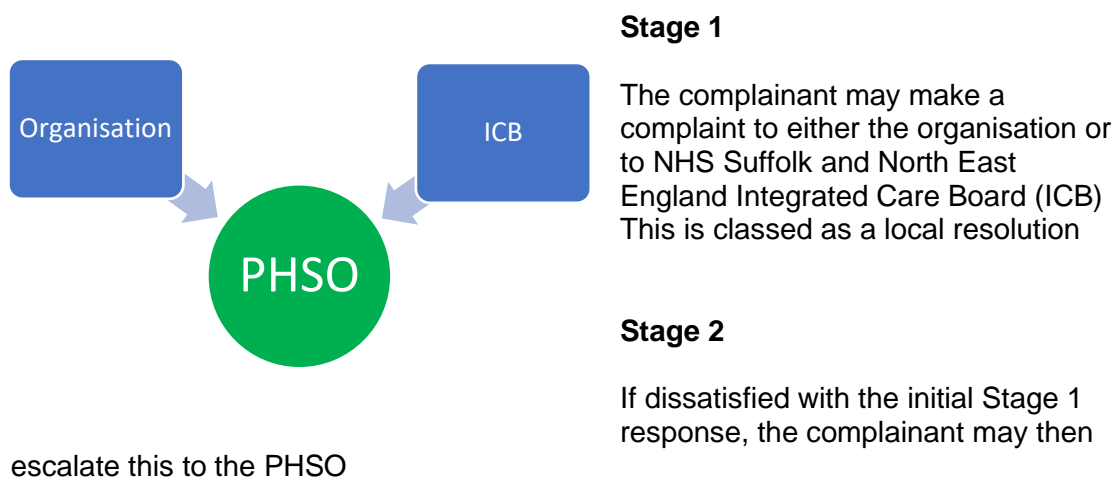 Organisation
ICB
PHSO
Stage 1
The complainant may make a
complaint to either the organisation or
to NHS Suffolk and North East
England Integrated Care Board (ICB)
This is classed as a local resolution
Stage 2
If dissatisfied with the initial Stage 1
response, the complainant may then
escalate this to the PHSO